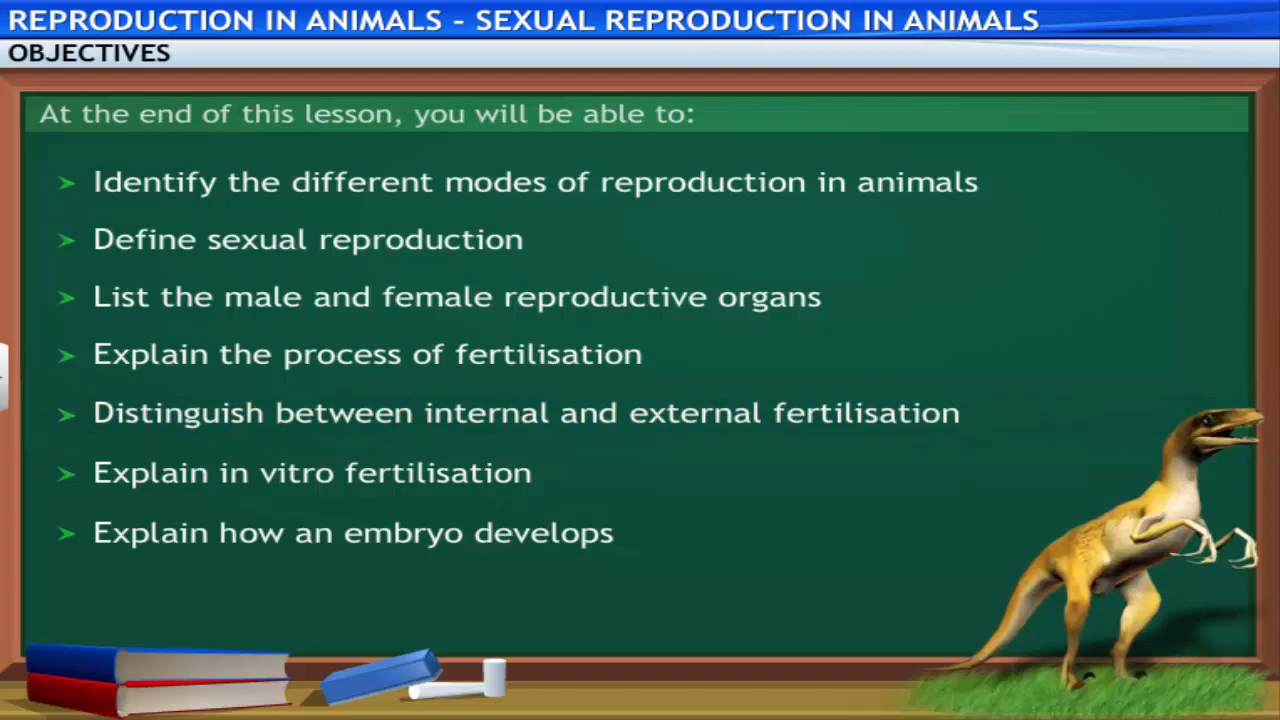 REPRODUCTION IN ANIMALS – SEXUAL REPRODUCTION IN ANIMALS
OBJECTIVES
At the end of this lesson, you will be able to:
➤ Identify the different modes of reproduction in animals
➤ Define sexual reproduction
➤ List the male and female reproductive organs
➤ Explain the process of fertilisation
➤ Distinguish between internal and external fertilisation
➤ Explain in vitro fertilisation
➤ Explain how an embryo develops